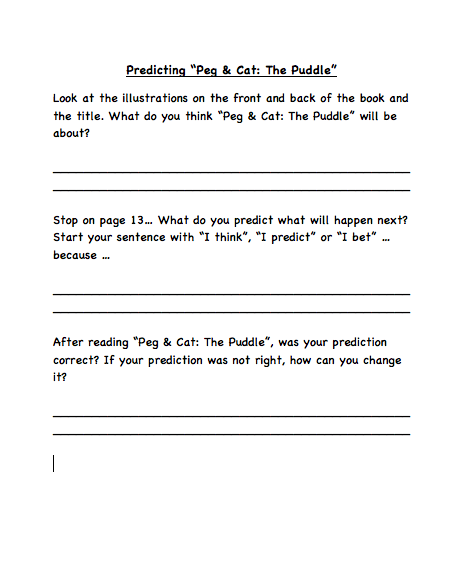 Predicting “Peg & Cat: The Puddle”
Look at the illustrations on the front and back of the book and
the title. What do you think “Peg & Cat: The Puddle” will be
about?
Stop on page 13… What do you predict what will happen next?
Start your sentence with “I think”, “I predict” or “I bet” …
because …
After reading “Peg & Cat: The Puddle”, was your prediction
correct? If your prediction was not right, how can you change
it?